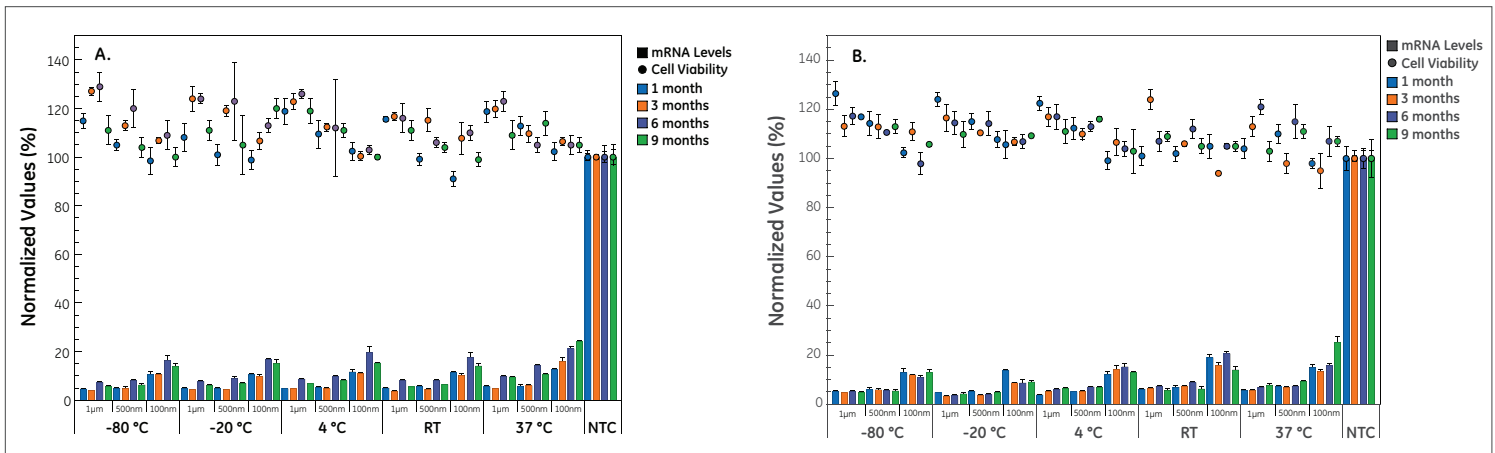 A.
Normalized Values (%)
140
120
100
80
60
40
20
0
1µm 500nm 100nm 1µm 500nm 100nm 1µm 500nm 100nm 1µm 500nm 100nm 1µm 500nm 100nm
-80 °C -20 °C 4 °C RT 37 °C NTC
mRNA Levels
Cell Viability
1 month
3 months
6 months
9 months
B.
Normalized Values (%)
140
120
100
80
60
40
20
0
1µm 500nm 100nm 1µm 500nm 100nm 1µm 500nm 100nm 1µm 500nm 100nm 1µm 500nm 100nm
-80 °C -20 °C 4 °C RT 37 °C NTC
mRNA Levels
Cell Viability
1 month
3 months
6 months
9 months